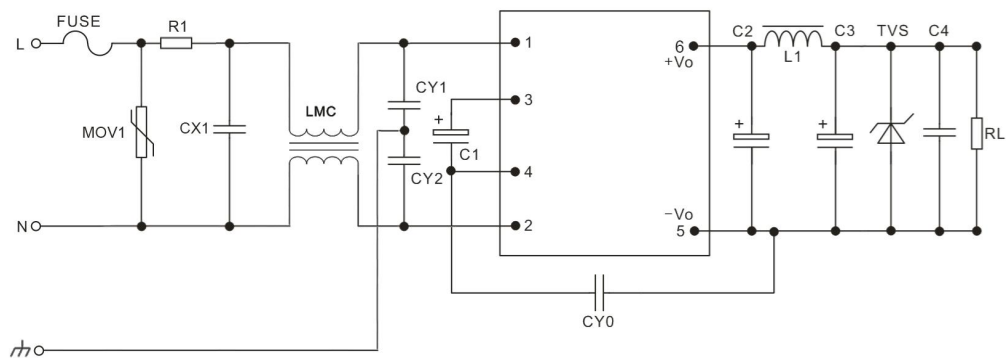 FUSE
R1
L
MOV1
CX1
LMC
CY1
CY2
+
C1
N
1
3
4
2
6
+Vo
−Vo
5
C2
L1
C3
TVS
C4
+
+
RL
CY0